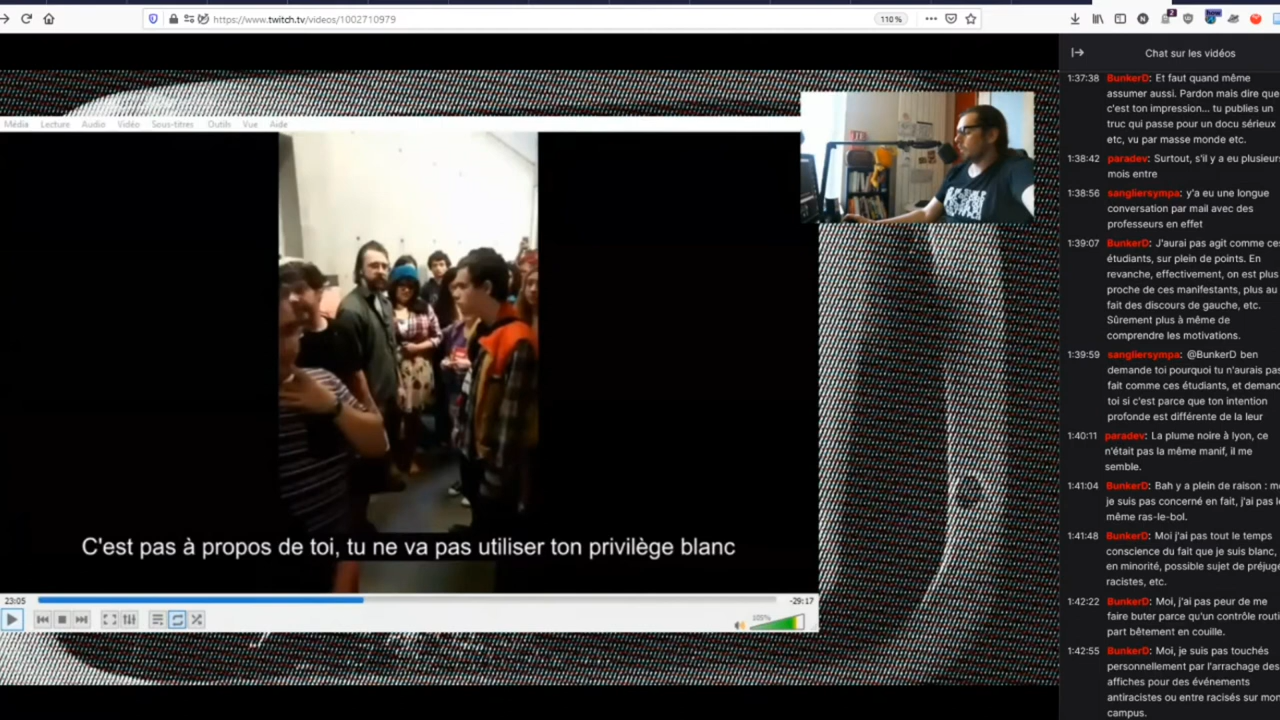 https://www.twitch.tv/videos/1002710979
110 %
Chat sur les vidéos
Média Lecture Audio Vidéo Sous-titres Outils Vue Aide
C'est pas à propos de toi, tu ne va pas utiliser ton privilège blanc
23:05
-29:17
105%
1:37:38 BunkerD: Et faut quand même
assumer aussi. Pardon mais dire que
c'est ton impression... tu publies un
truc qui passe pour un docu sérieux
etc, vu par masse monde etc.
1:38:42 paradev: Surtout, s'il y a eu plusieurs
mois entre
1:38:56 sangliersympa: y'a eu une longue
conversation par mail avec des
professeurs en effet
1:39:07 BunkerD: J'aurai pas agit comme ces
étudiants, sur plein de points. En
revanche, effectivement, on est plus
proche de ces manifestants, plus au
fait des discours de gauche, etc.
Sûrement plus à même de
comprendre les motivations.
1:39:59 sangliersympa: @BunkerD ben
demande toi pourquoi tu n'aurais pas
fait comme ces étudiants, et demand
toi si c'est parce que ton intention
profonde est différente de la leur
1:40:11 paradev: La plume noire à lyon, ce
n'était pas la même manif, il me
semble.
1:41:04 BunkerD: Bah y a plein de raison : m
je suis pas concerné en fait, j'ai pas l
même ras-le-bol.
1:41:48 BunkerD: Moi j'ai pas tout le temps
conscience du fait que je suis blanc,
en minorité, possible sujet de préjug
racistes, etc.
1:42:22 BunkerD: Moi, j'ai pas peur de me
faire buter parce qu'un contrôle routi
part bêtement en couille.
1:42:55 BunkerD: Moi, je suis pas touchés
personnellement par l'arrachage des
affiches pour des événements
antiracistes ou entre racisés sur mon
campus.